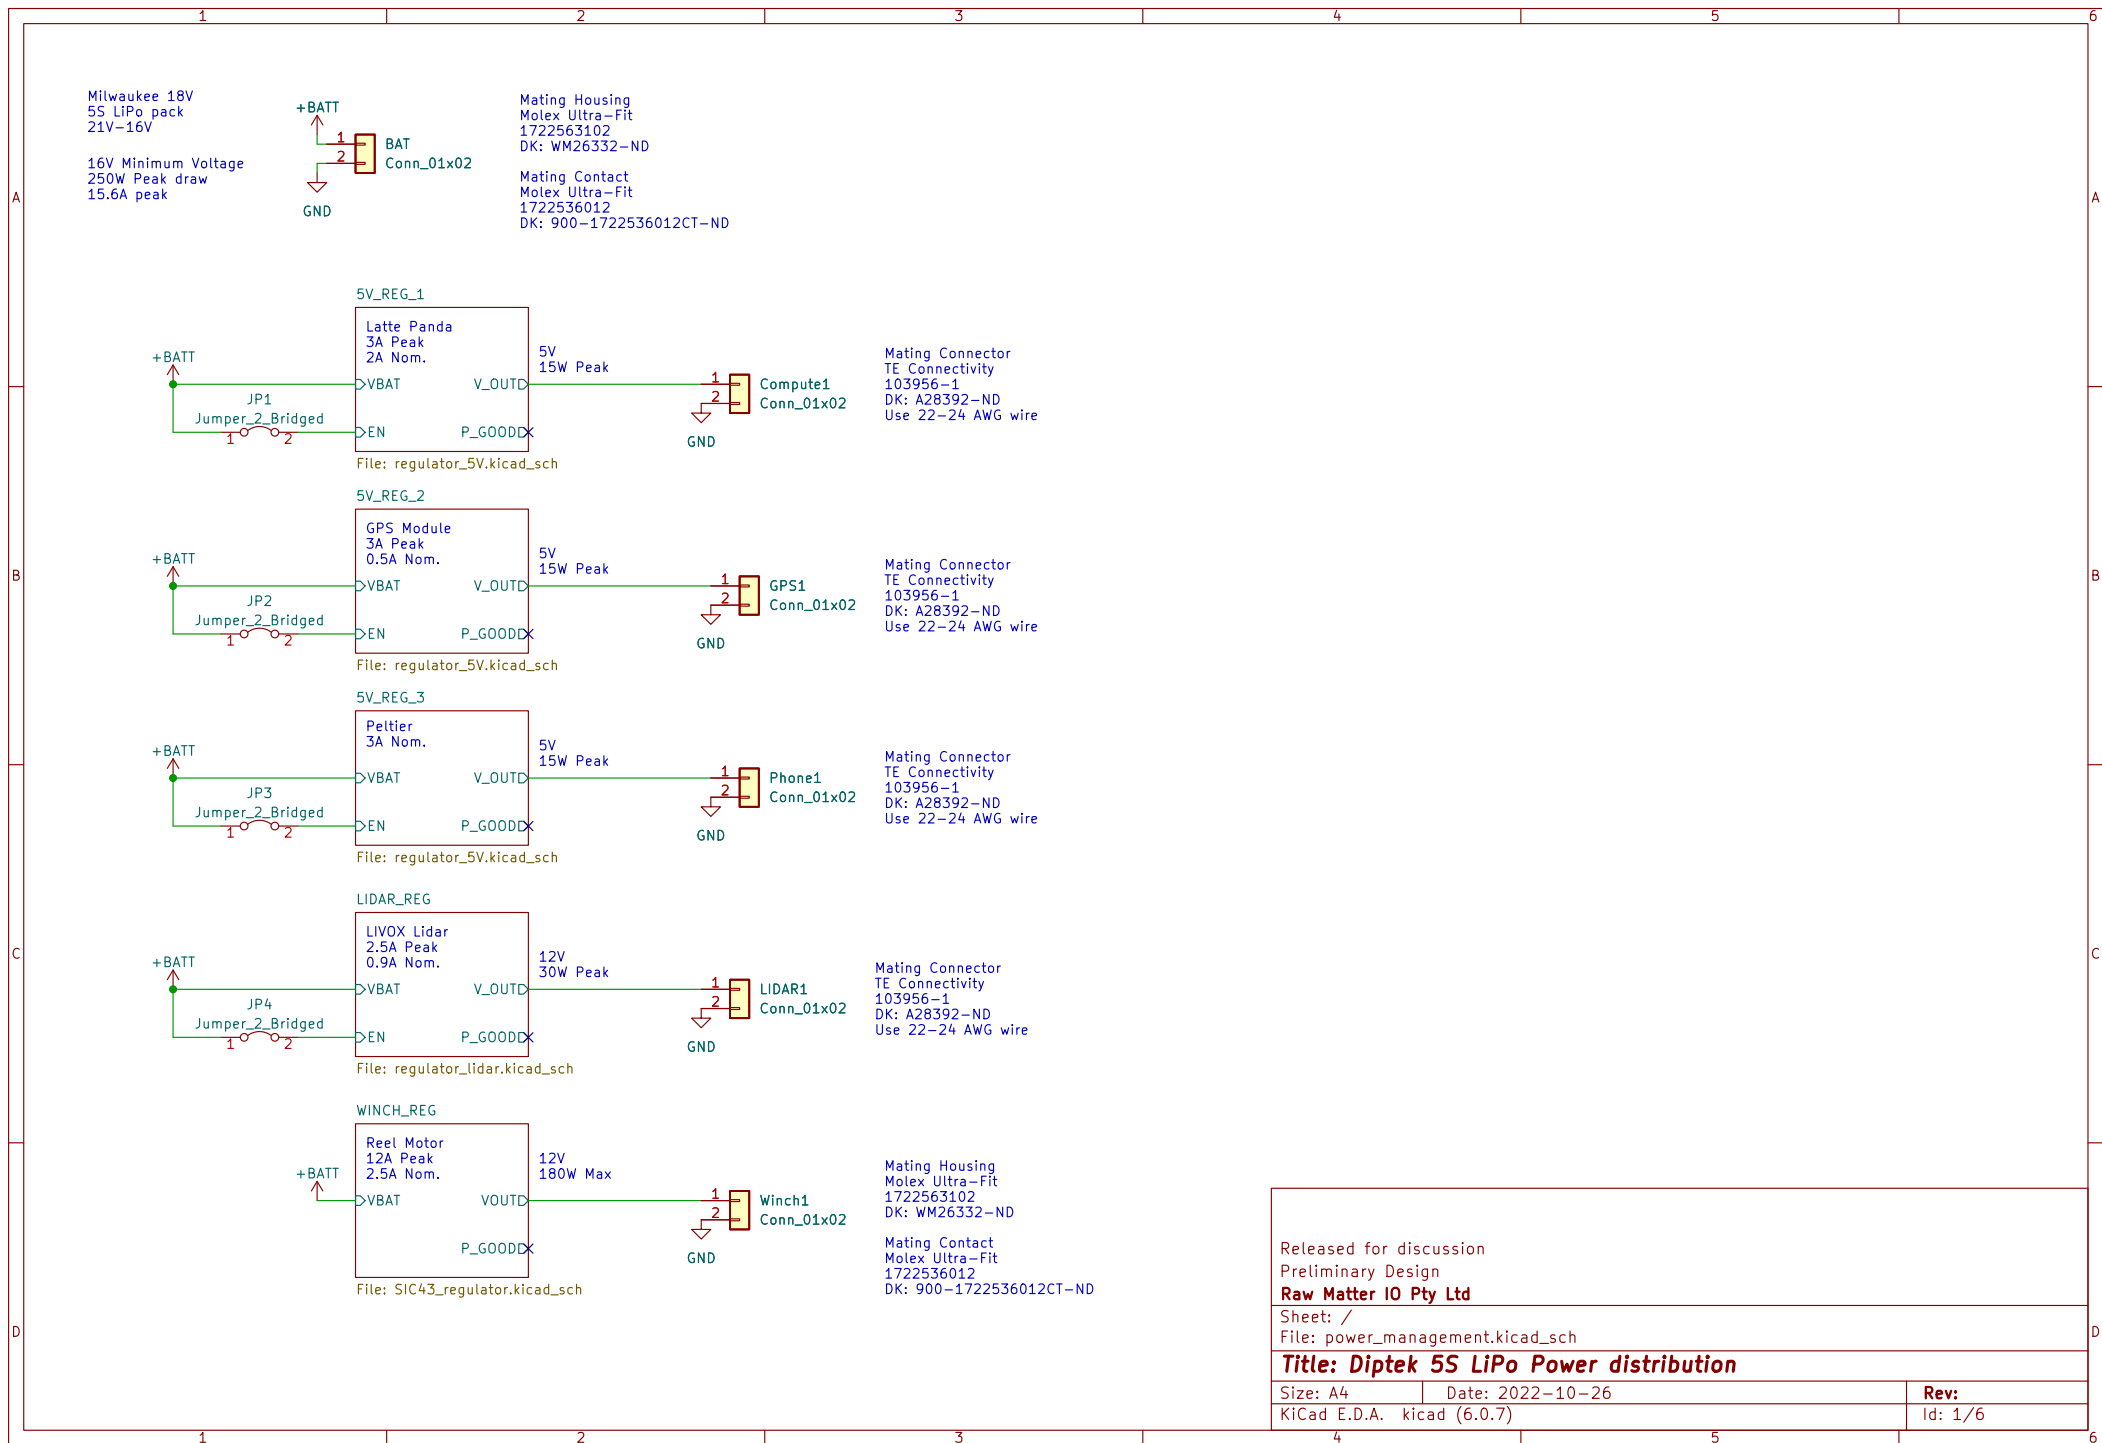 1 2 3 4 5 6
Milwaukee 18V
5S LiPo pack
21V-16V
16V Minimum Voltage
250W Peak draw
15.6A peak
+BATT
1
2
BAT
Conn_01x02
GND
Mating Housing
Molex Ultra-Fit
1722563102
DK: WM26332-ND
Mating Contact
Molex Ultra-Fit
1722536012
DK: 900-1722536012CT-ND
A A
5V_REG_1
Latte Panda
3A Peak
2A Nom.
5V
15W Peak
+BATT
VBAT
V_OUT
JP1
Jumper_2_Bridged
1 2
EN
P_GOOD
File: regulator_5V.kicad_sch
1
2
Compute1
Conn_01x02
GND
Mating Connector
TE Connectivity
103956-1
DK: A28392-ND
Use 22-24 AWG wire
5V_REG_2
GPS Module
3A Peak
0.5A Nom.
5V
15W Peak
+BATT
VBAT
V_OUT
JP2
Jumper_2_Bridged
1 2
EN
P_GOOD
File: regulator_5V.kicad_sch
1
2
GPS1
Conn_01x02
GND
Mating Connector
TE Connectivity
103956-1
DK: A28392-ND
Use 22-24 AWG wire
B B
5V_REG_3
Peltier
3A Nom.
5V
15W Peak
+BATT
VBAT
V_OUT
JP3
Jumper_2_Bridged
1 2
EN
P_GOOD
File: regulator_5V.kicad_sch
1
2
Phone1
Conn_01x02
GND
Mating Connector
TE Connectivity
103956-1
DK: A28392-ND
Use 22-24 AWG wire
LIDAR_REG
LIVOX Lidar
2.5A Peak
0.9A Nom.
12V
30W Peak
+BATT
VBAT
V_OUT
JP4
Jumper_2_Bridged
1 2
EN
P_GOOD
File: regulator_lidar.kicad_sch
1
2
LIDAR1
Conn_01x02
GND
Mating Connector
TE Connectivity
103956-1
DK: A28392-ND
Use 22-24 AWG wire
C C
WINCH_REG
Reel Motor
12A Peak
2.5A Nom.
12V
180W Max
+BATT
VBAT
VOUT
P_GOOD
File: SIC43_regulator.kicad_sch
1
2
Winch1
Conn_01x02
GND
Mating Housing
Molex Ultra-Fit
1722563102
DK: WM26332-ND
Mating Contact
Molex Ultra-Fit
1722536012
DK: 900-1722536012CT-ND
D D
Released for discussion
Preliminary Design
Raw Matter IO Pty Ltd
Sheet: /
File: power_management.kicad_sch
Title: Diptek 5S LiPo Power distribution
Size: A4 Date: 2022-10-26 Rev:
KiCad E.D.A. kicad (6.0.7) Id: 1/6
1 2 3 4 5 6